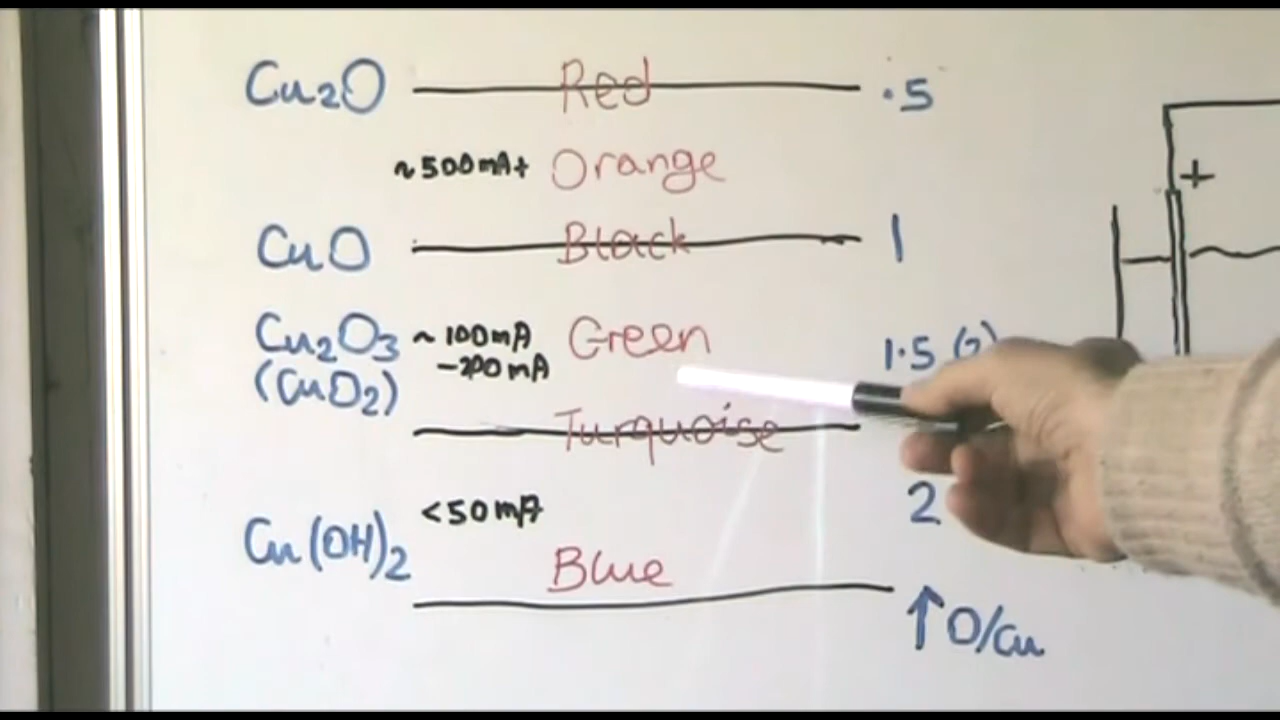 Cu2O Red .5
~500mA+ Orange
CuO Black 1
Cu2O3 ~100mA Green 1.5 (?)
(CuO2) -200mA
Turquoise
<50mA 2
Cu(OH)2 Blue
↑O/Cu
+